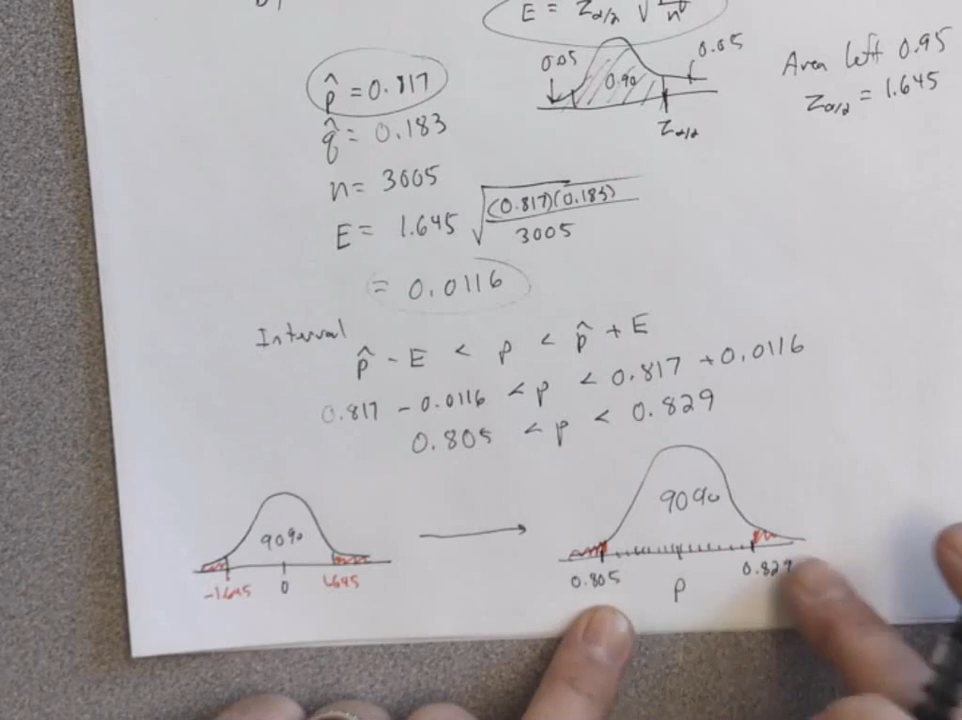 E = Zα/2 √ n
p̂ = 0.817
0.05
0.90
0.05
Zα/2
Area left 0.95
Zα/2 = 1.645
q̂ = 0.183
n = 3005
E = 1.645 √(0.817)(0.183)
3005
= 0.0116
Interval
p̂ - E < p < p̂ + E
0.817 - 0.0116 < p < 0.817 + 0.0116
0.805 < p < 0.829
90%
-1.645
0
1.645
90%
0.805
p
0.829